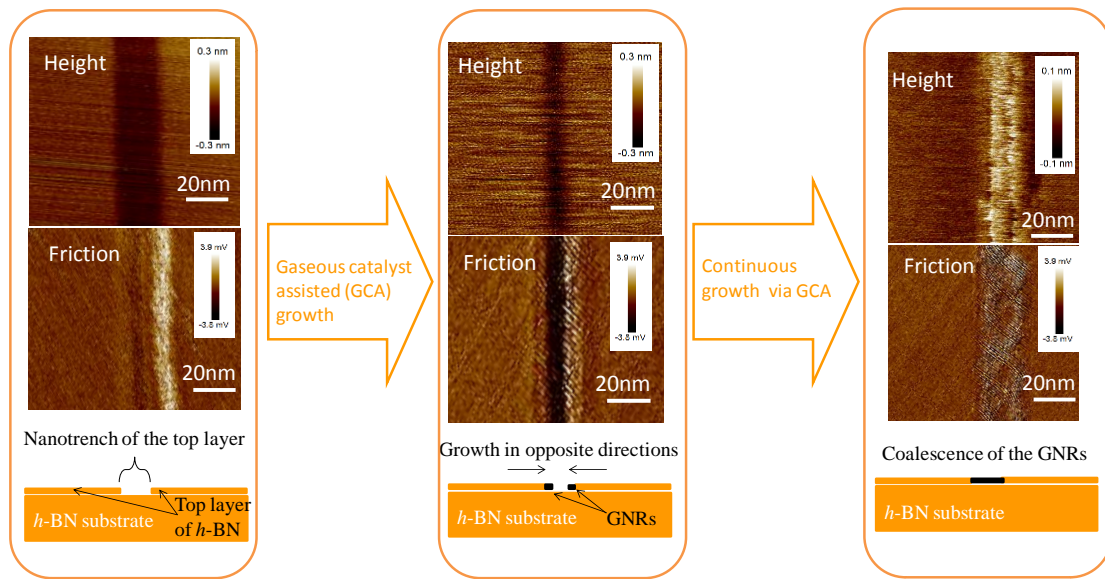 Height
0.3 nm
-0.3 nm
20nm
Friction
3.9 mV
-3.8 mV
20nm
Nanotrench of the top layer
Top layer
h-BN substrate
of h-BN
Gaseous catalyst
assisted (GCA)
growth
Height
0.3 nm
-0.3 nm
20nm
Friction
3.9 mV
-3.8 mV
20nm
Growth in opposite directions
h-BN substrate
GNRs
Continuous
growth via GCA
Height
0.1 nm
-0.1 nm
20nm
Friction
3.9 mV
-3.8 mV
20nm
Coalescence of the GNRs
h-BN substrate